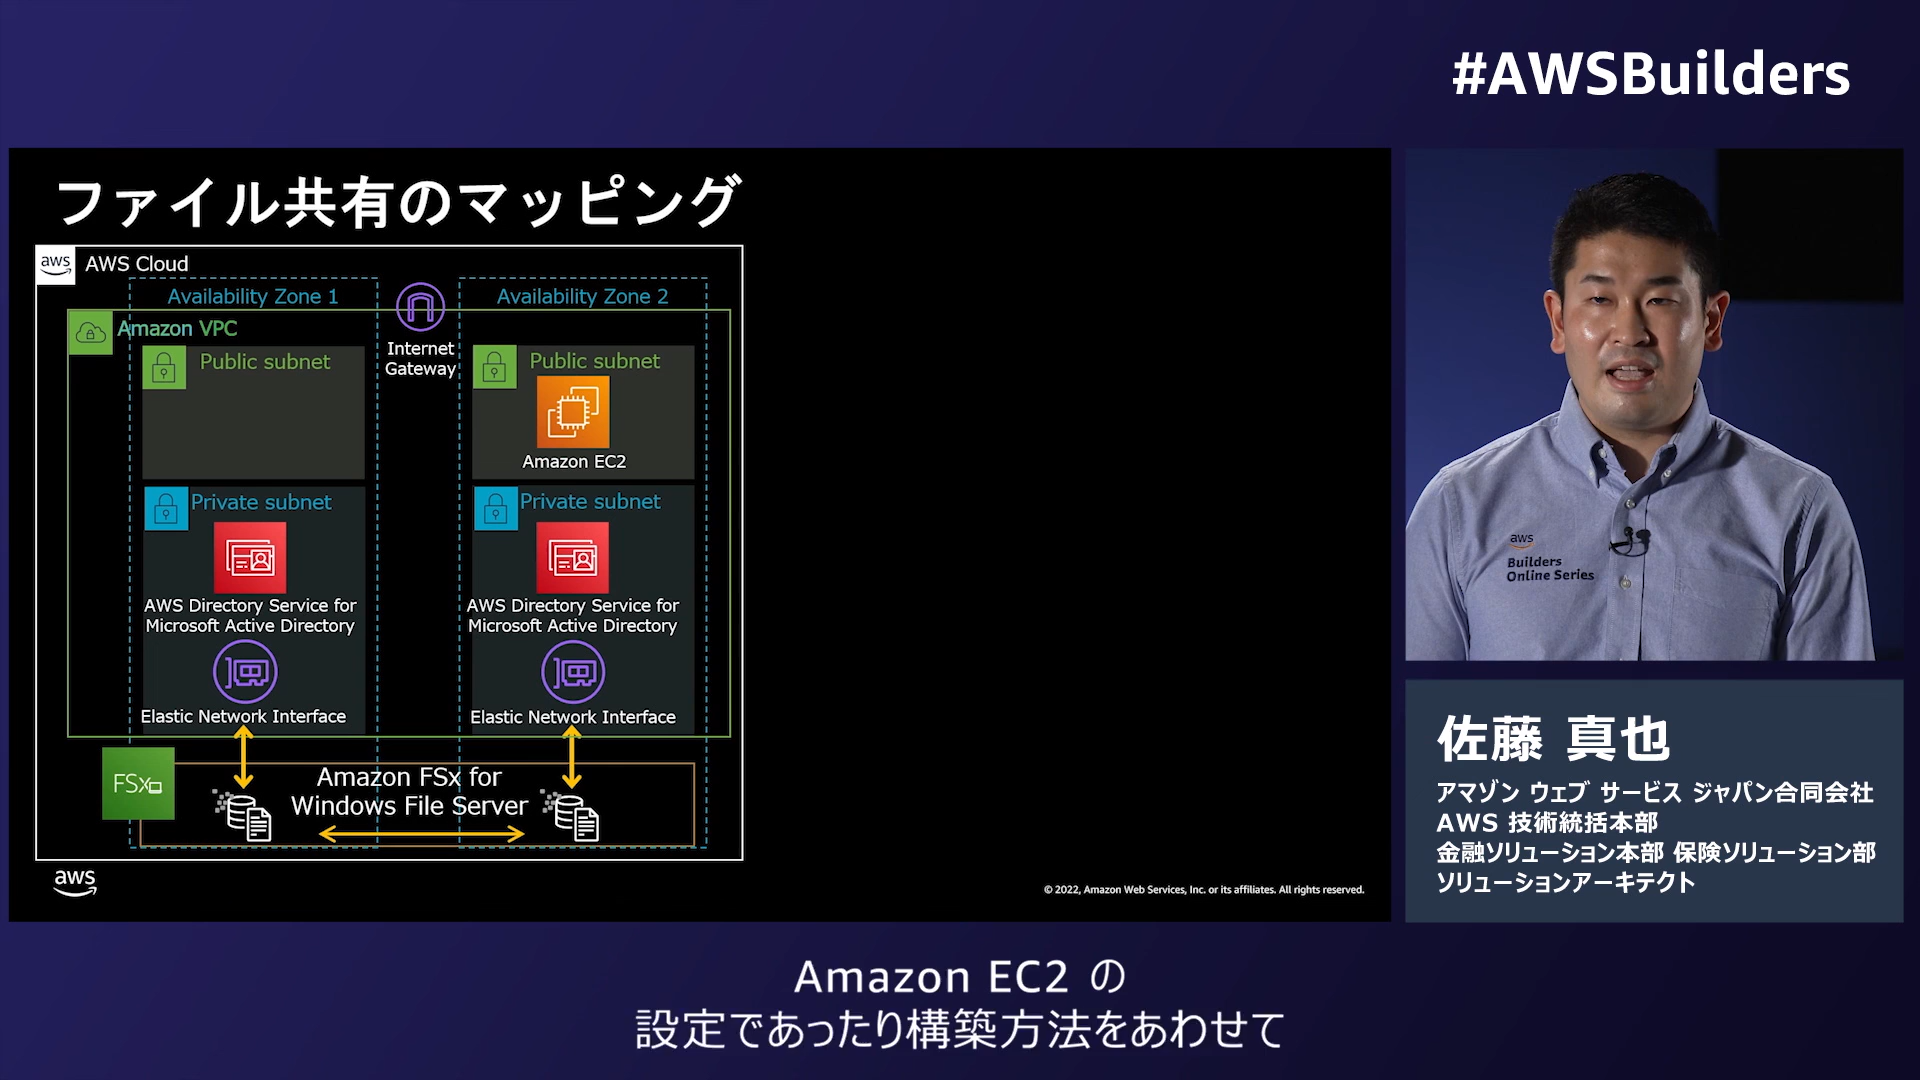 #AWSBuilders
ファイル共有のマッピング
aws
AWS Cloud
Availability Zone 1
Availability Zone 2
Amazon VPC
Internet
Gateway
Public subnet
Public subnet
Amazon EC2
Private subnet
Private subnet
AWS Directory Service for
Microsoft Active Directory
AWS Directory Service for
Microsoft Active Directory
Elastic Network Interface
Elastic Network Interface
FSx
Amazon FSx for
Windows File Server
aws
© 2022, Amazon Web Services, Inc. or its affiliates. All rights reserved.
aws
Builders
Online Series
佐藤 真也
アマゾン ウェブ サービス ジャパン合同会社
AWS 技術統括本部
金融ソリューション本部 保険ソリューション部
ソリューションアーキテクト
Amazon EC2 の
設定であったり構築方法をあわせて